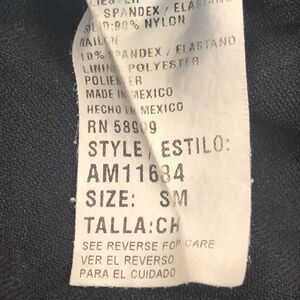 SPANDEX / ELASTANO
90% NYLON
NAILON
10% SPANDEX / ELASTANO
LINING POLYESTER
POLIESTER
MADE IN MEXICO
HECHO EN MEXICO
RN
STYLE / ESTILO:
AM11684
SIZE: SM
TALLA:CH
SEE REVERSE FOR CARE
VER EL REVERSO
PARA EL CUIDADO